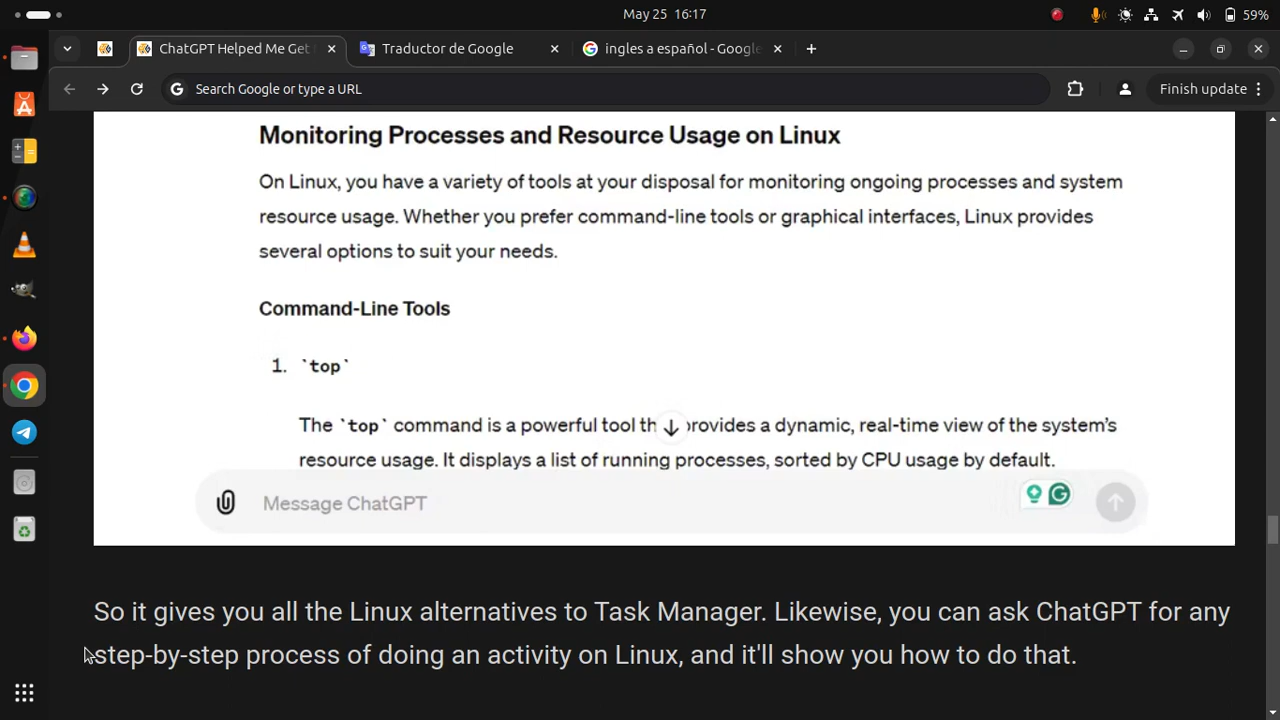 May 25 16:17
59%
ChatGPT Helped Me Get
Traductor de Google
ingles a español - Google
Search Google or type a URL
Finish update
Monitoring Processes and Resource Usage on Linux
On Linux, you have a variety of tools at your disposal for monitoring ongoing processes and system
resource usage. Whether you prefer command-line tools or graphical interfaces, Linux provides
several options to suit your needs.
Command-Line Tools
1. `top`
The `top` command is a powerful tool th provides a dynamic, real-time view of the system’s
resource usage. It displays a list of running processes, sorted by CPU usage by default.
Message ChatGPT
So it gives you all the Linux alternatives to Task Manager. Likewise, you can ask ChatGPT for any
step-by-step process of doing an activity on Linux, and it'll show you how to do that.